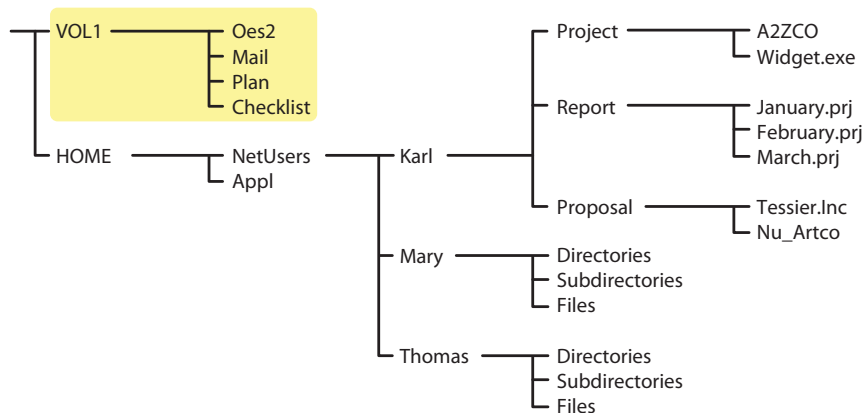 VOL1 Oes2 Project A2ZCO
Mail Widget.exe
Plan
Checklist Report January.prj
February.prj
HOME NetUsers Karl March.prj
Appl
Proposal Tessier.Inc
Nu_Artco
Mary Directories
Subdirectories
Files
Thomas Directories
Subdirectories
Files